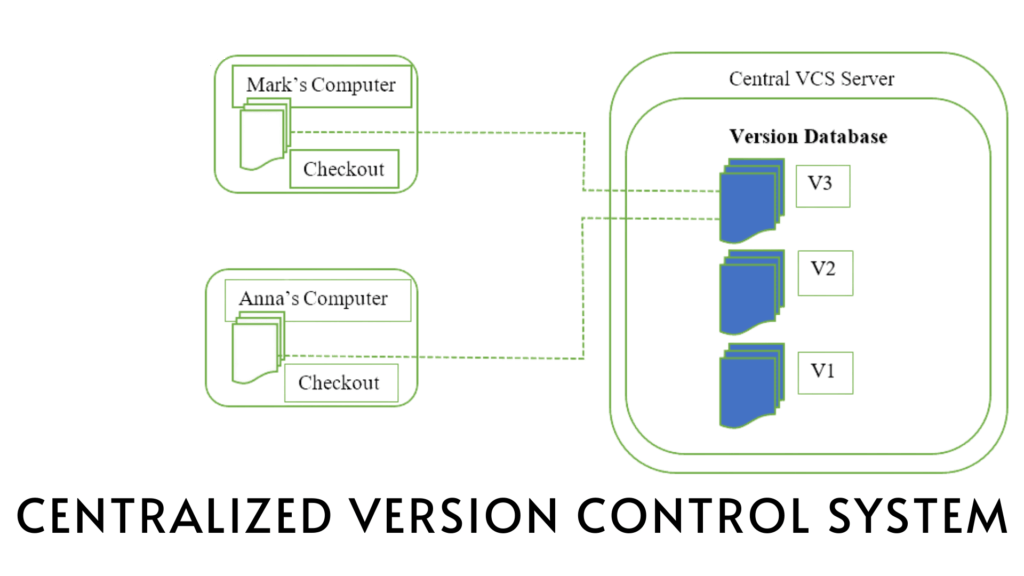 Mark's Computer
Checkout
Anna's Computer
Checkout
Central VCS Server
Version Database
V3
V2
V1
CENTRALIZED VERSION CONTROL SYSTEM